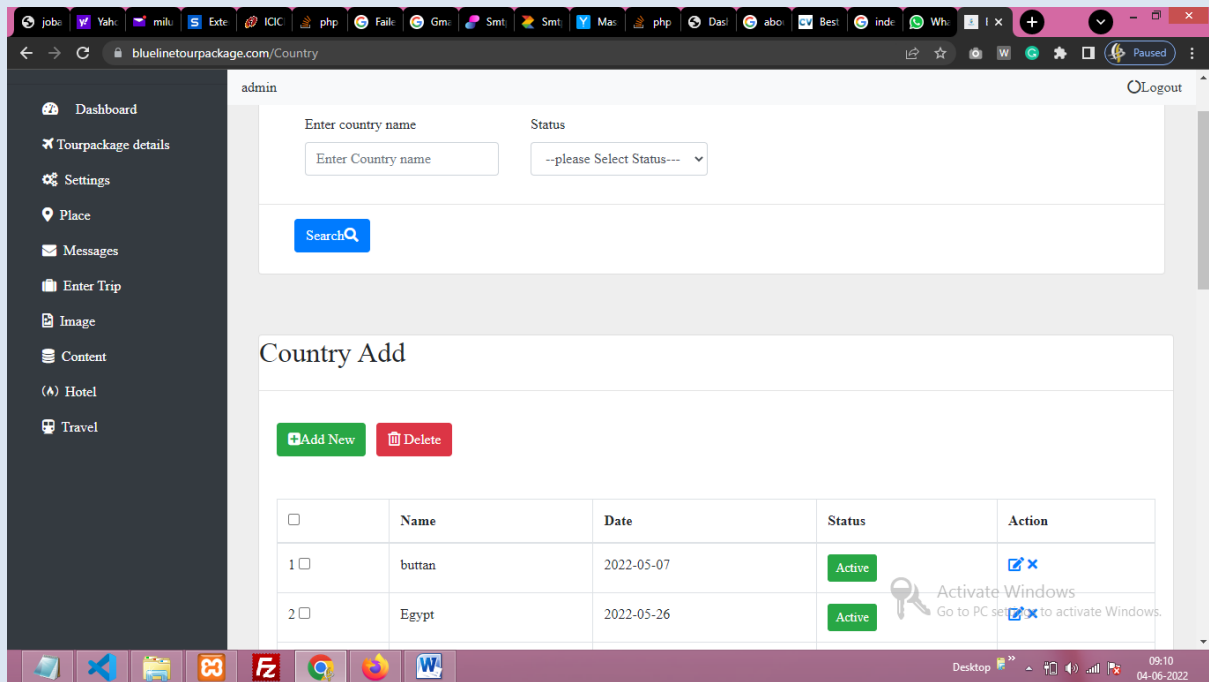 joba
Yaho
milu
Exte
ICIC
php
Faile
Gma
Smt
Smt
Mas
php
Dasl
abou
Best
inde
Wha
bluelinetourpackage.com/Country
Paused
admin
Logout
Dashboard
Tourpackage details
Settings
Place
Messages
Enter Trip
Image
Content
Hotel
Travel
Enter country name Status
Enter Country name --please Select Status---
Search
Country Add
Add New Delete
Name Date Status Action
1 buttan 2022-05-07 Active
2 Egypt 2022-05-26 Active
Activate Windows
Go to PC settings to activate Windows.
Desktop
09:10
04-06-2022